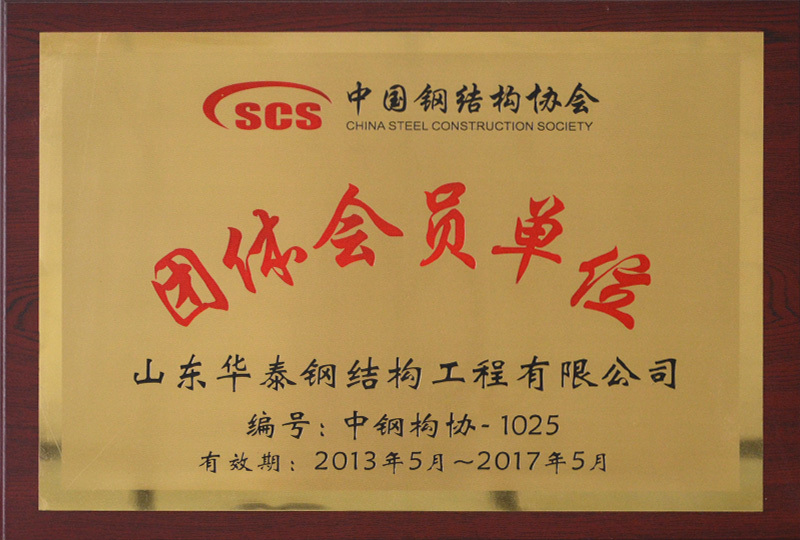 SCS 中国钢结构协会
CHINA STEEL CONSTRUCTION SOCIETY
团体会员单位
山东华泰钢结构工程有限公司
编号：中钢构协-1025
有效期：2013年5月～2017年5月